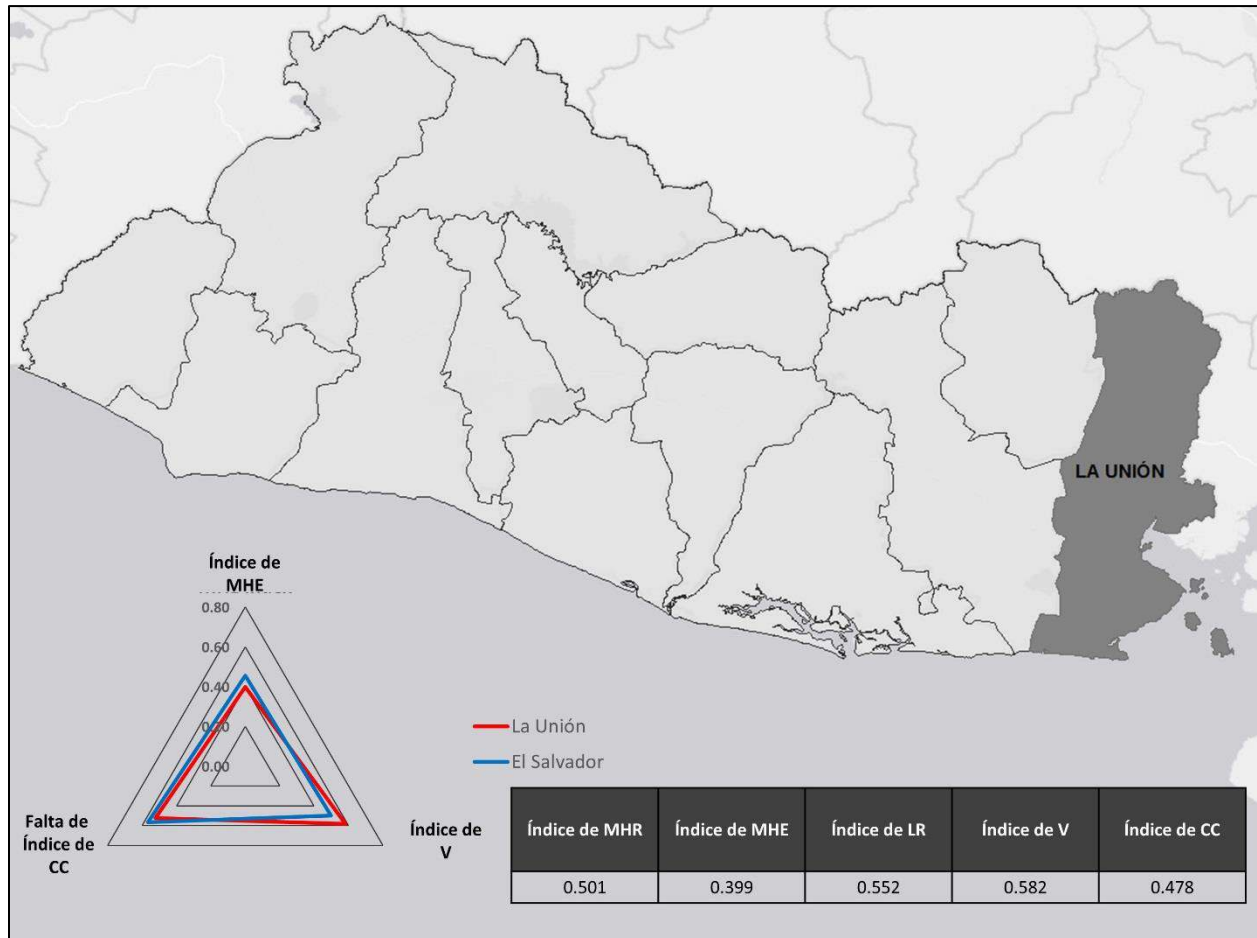 LA UNIÓN
Índice de
MHE
0.80
0.60
0.40
0.20
0.00
Falta de
Índice de
CC
Índice de
V
La Unión
El Salvador
Índice de MHR Índice de MHE Índice de LR Índice de V Índice de CC
0.501 0.399 0.552 0.582 0.478